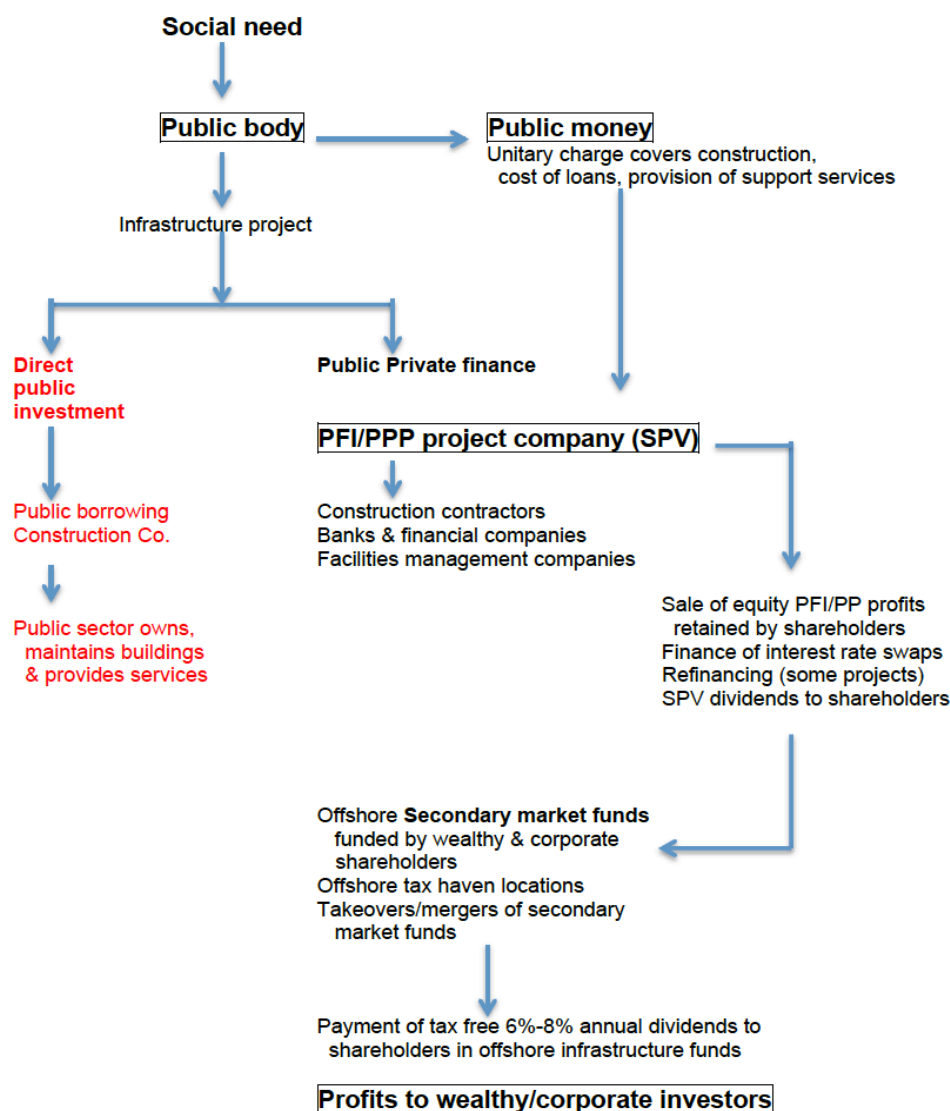 Social need
Public body
Public money
Unitary charge covers construction,
cost of loans, provision of support services
Infrastructure project
Direct
public
investment
Public Private finance
PFI/PPP project company (SPV)
Public borrowing
Construction Co.
Construction contractors
Banks & financial companies
Facilities management companies
Public sector owns,
maintains buildings
& provides services
Sale of equity PFI/PP profits
retained by shareholders
Finance of interest rate swaps
Refinancing (some projects)
SPV dividends to shareholders
Offshore Secondary market funds
funded by wealthy & corporate
shareholders
Offshore tax haven locations
Takeovers/mergers of secondary
market funds
Payment of tax free 6%-8% annual dividends to
shareholders in offshore infrastructure funds
Profits to wealthy/corporate investors